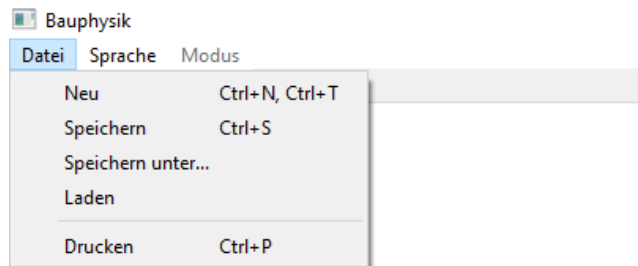 Bauphysik
Datei Sprache Modus
Neu Ctrl+N, Ctrl+T
Speichern Ctrl+S
Speichern unter...
Laden
Drucken Ctrl+P